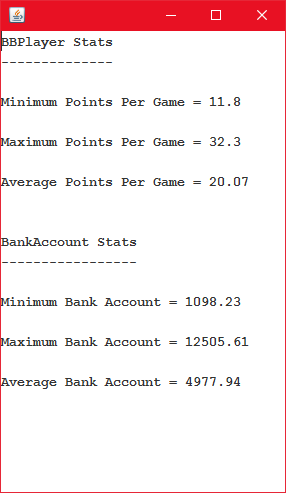 BBPlayer Stats
--------------
Minimum Points Per Game = 11.8
Maximum Points Per Game = 32.3
Average Points Per Game = 20.07
BankAccount Stats
-----------------
Minimum Bank Account = 1098.23
Maximum Bank Account = 12505.61
Average Bank Account = 4977.94